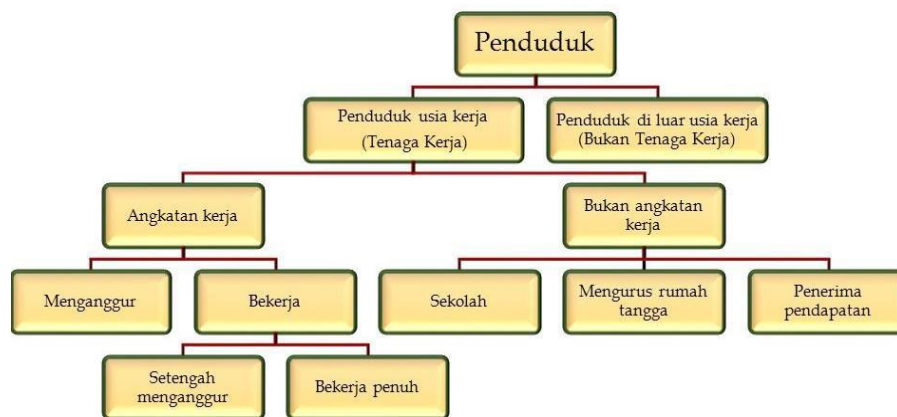 Penduduk
Penduduk usia kerja
(Tenaga Kerja)
Penduduk di luar usia kerja
(Bukan Tenaga Kerja)
Angkatan kerja
Bukan angkatan
kerja
Menganggur
Bekerja
Sekolah
Mengurus rumah
tangga
Penerima
pendapatan
Setengah
menganggur
Bekerja penuh